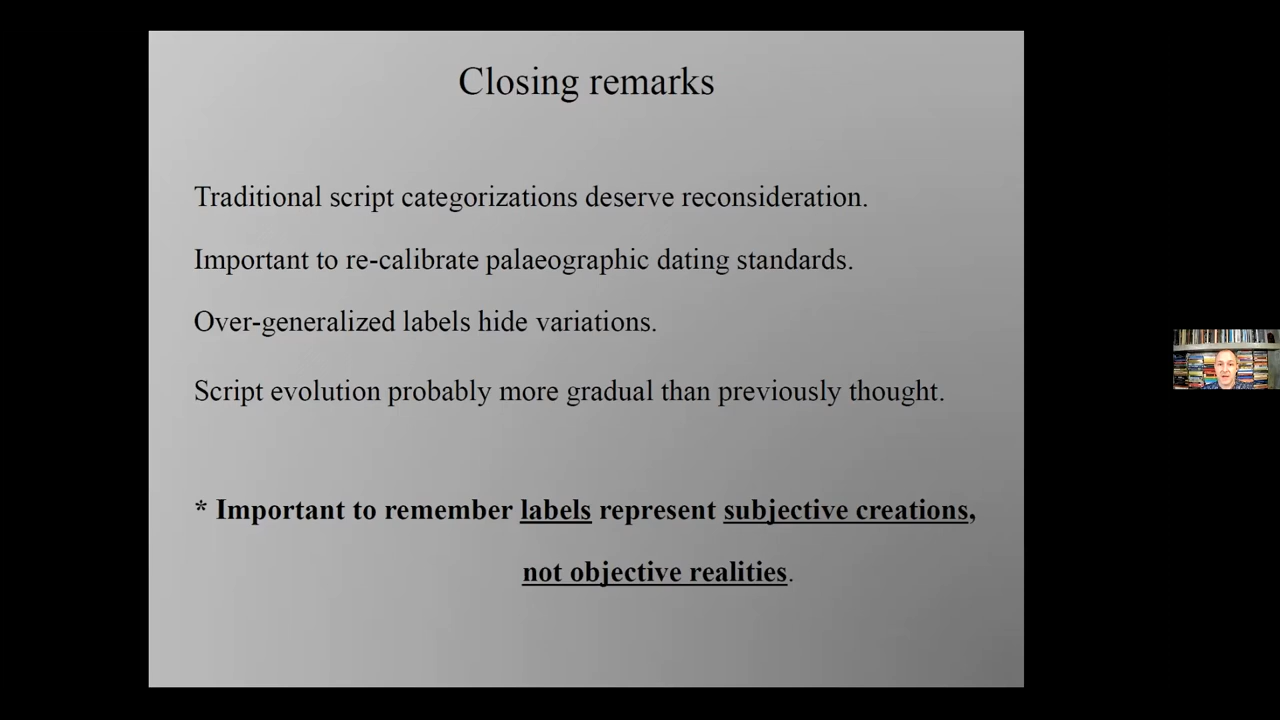 Closing remarks
Traditional script categorizations deserve reconsideration.
Important to re-calibrate palaeographic dating standards.
Over-generalized labels hide variations.
Script evolution probably more gradual than previously thought.
* Important to remember labels represent subjective creations,
not objective realities.